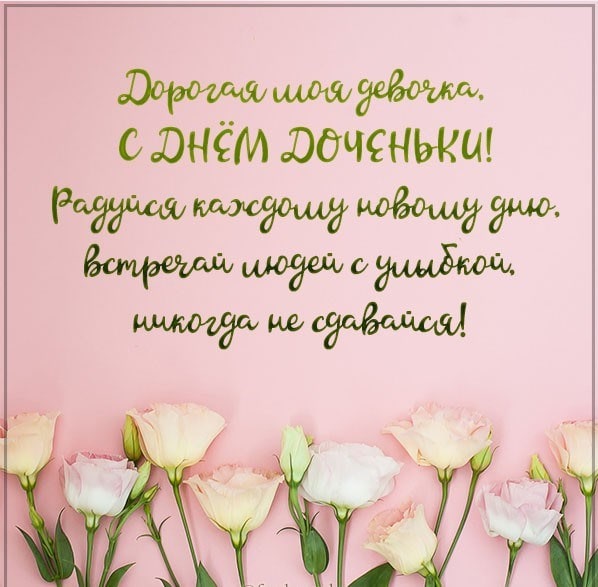 Дорогая моя девочка,
С ДНЁМ ДОЧЕНЬКИ!
Радуйся каждому новому дню,
встречай людей с улыбкой,
никогда не сдавайся!